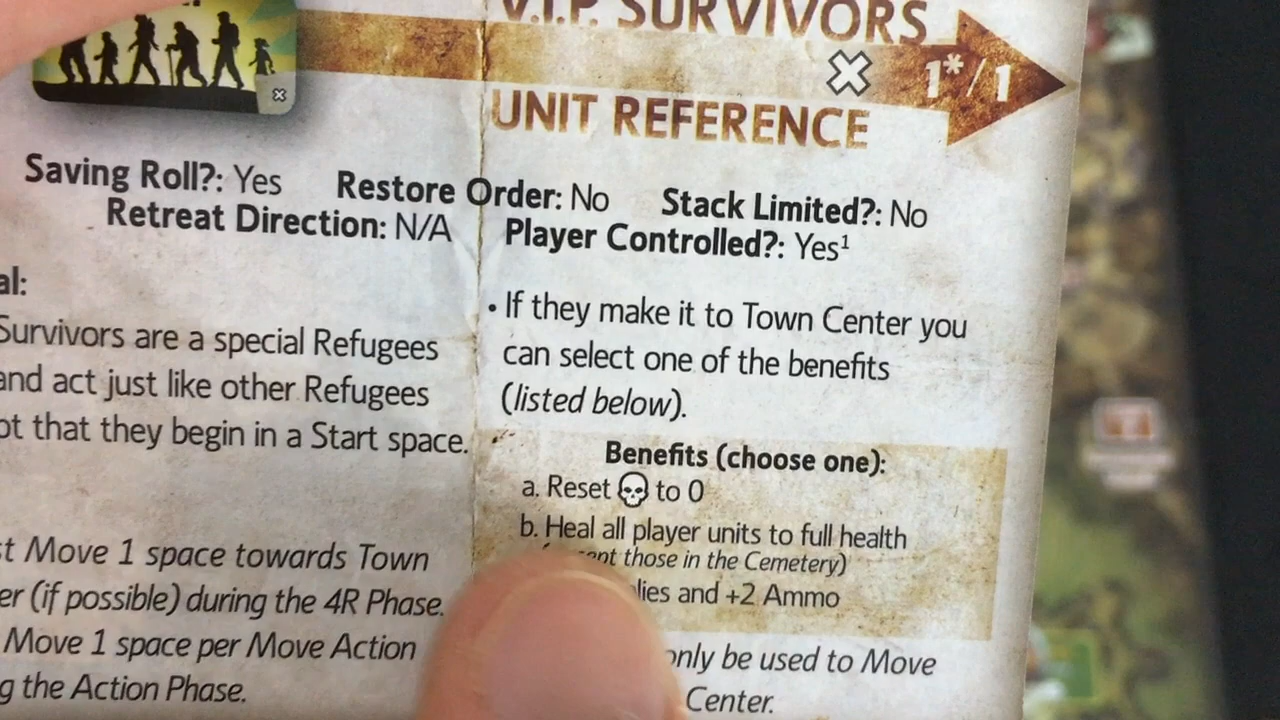 V.I.P. SURVIVORS
1*/1
UNIT REFERENCE
Saving Roll?: Yes Restore Order: No Stack Limited?: No
Retreat Direction: N/A Player Controlled?: Yes¹
al:
Survivors are a special Refugees
and act just like other Refugees
that they begin in a Start space.
Move 1 space towards Town
(if possible) during the 4R Phase.
Move 1 space per Move Action
the Action Phase.
• If they make it to Town Center you
can select one of the benefits
(listed below).
Benefits (choose one):
a. Reset to 0
b. Heal all player units to full health
those in the Cemetery)
and +2 Ammo
only be used to Move
Center.